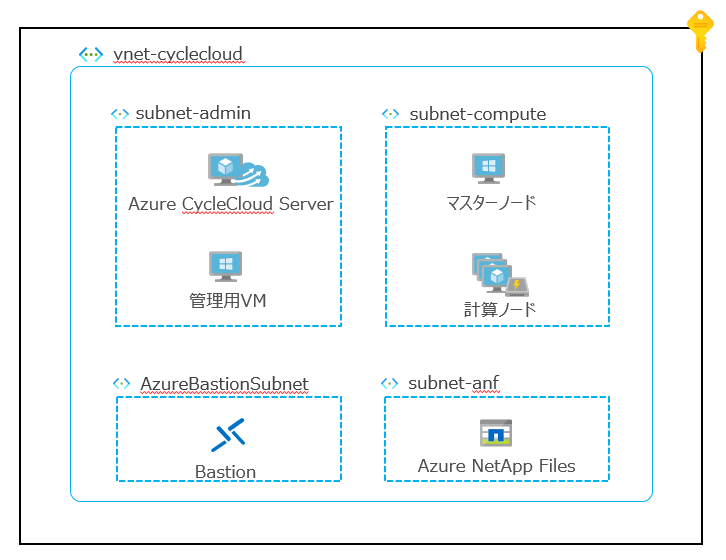 vnet-cyclecloud
subnet-admin
subnet-compute
Azure CycleCloud Server
マスターノード
管理用VM
計算ノード
AzureBastionSubnet
subnet-anf
Bastion
Azure NetApp Files